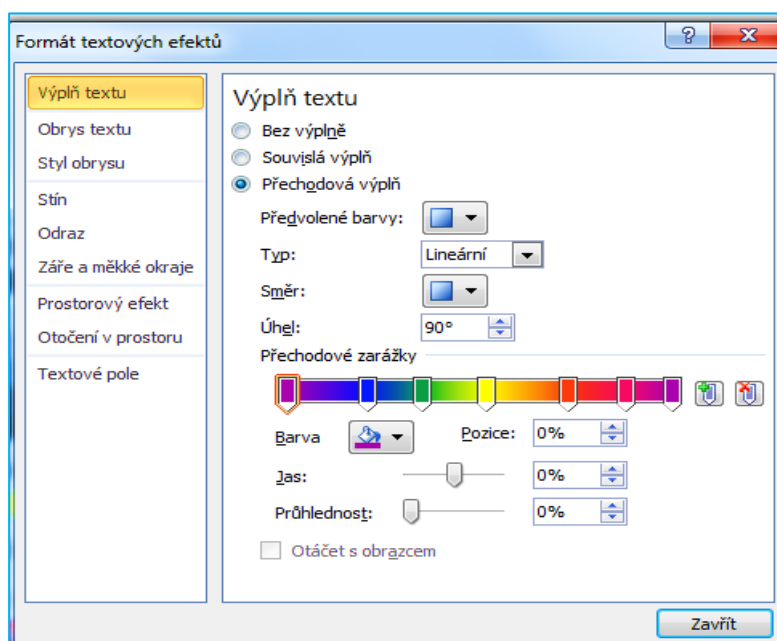 Formát textových efektů
Výplň textu
Obrys textu
Styl obrysu
Stín
Odraz
Záře a měkké okraje
Prostorový efekt
Otočení v prostoru
Textové pole
Výplň textu
Bez výplně
Souvislá výplň
Přechodová výplň
Předvolené barvy:
Typ: Lineární
Směr:
Úhel: 90°
Přechodové zarážky
Barva Pozice: 0%
Jas: 0%
Průhlednost: 0%
Otáčet s obrazcem
Zavřít